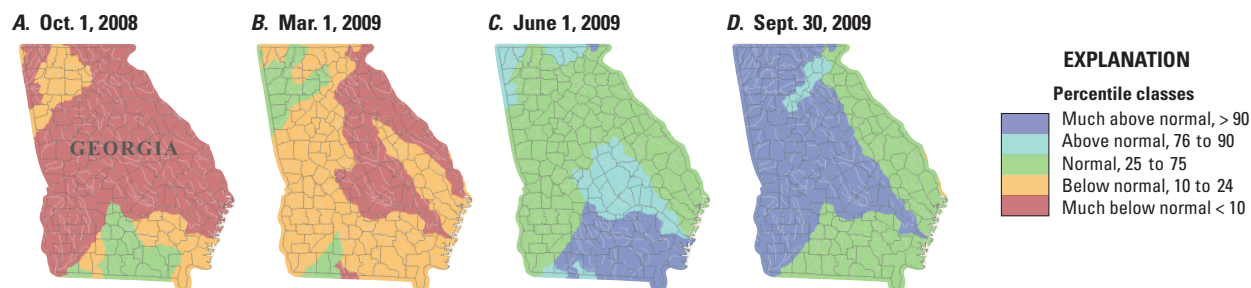 A. Oct. 1, 2008
B. Mar. 1, 2009
C. June 1, 2009
D. Sept. 30, 2009
GEORGIA
EXPLANATION
Percentile classes
Much above normal, > 90
Above normal, 76 to 90
Normal, 25 to 75
Below normal, 10 to 24
Much below normal < 10